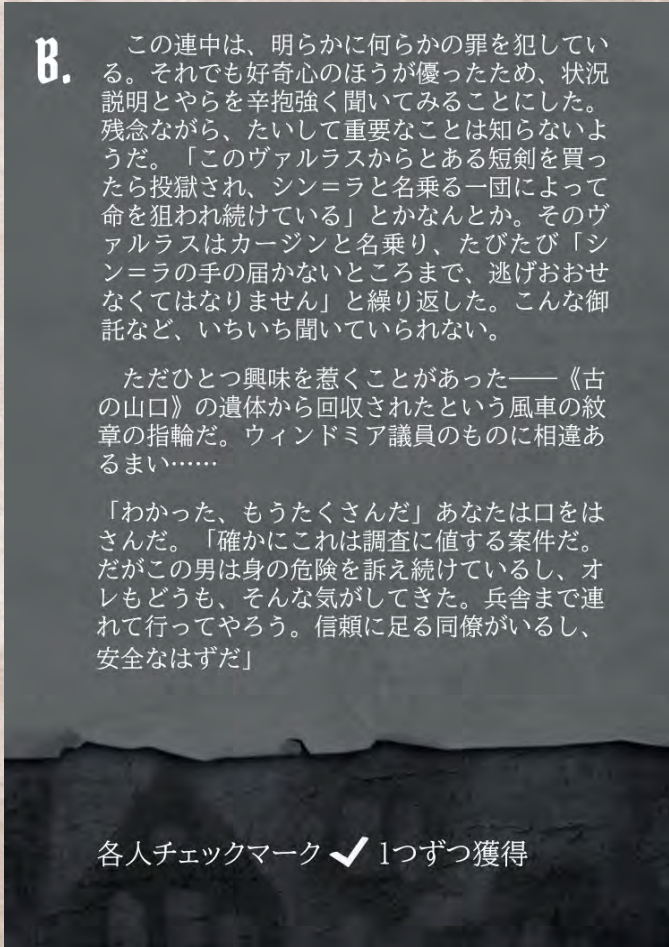 B.
この連中は、明らかに何らかの罪を犯してい
る。それでも好奇心のほうが優ったため、状況
説明とやらを辛抱強く聞いてみることにした。
残念ながら、たいして重要なことは知らないよ
うだ。「このヴァルラスからとある短剣を買っ
たら投獄され、シン=ラと名乗る一団によって
命を狙われ続けている」とかなんとか。そのヴ
ァルラスはカージンと名乗り、たびたび「シ
ン=ラの手の届かないところまで、逃げおおせ
なくてはなりません」と繰り返した。こんな御
託など、いちいち聞いていられない。
ただひとつ興味を惹くことがあった――《古
の山口》の遺体から回収されたという風車の紋
章の指輪だ。ウィンドミア議員のものに相違あ
るまい……
「わかった、もうたくさんだ」あなたは口をは
さんだ。「確かにこれは調査に値する案件だ。
だがこの男は身の危険を訴え続けているし、オ
レもどうも、そんな気がしてきた。兵舎まで連
れて行ってやろう。信頼に足る同僚がいるし、
安全なはずだ」
各人チェックマーク ✓ 1つずつ獲得